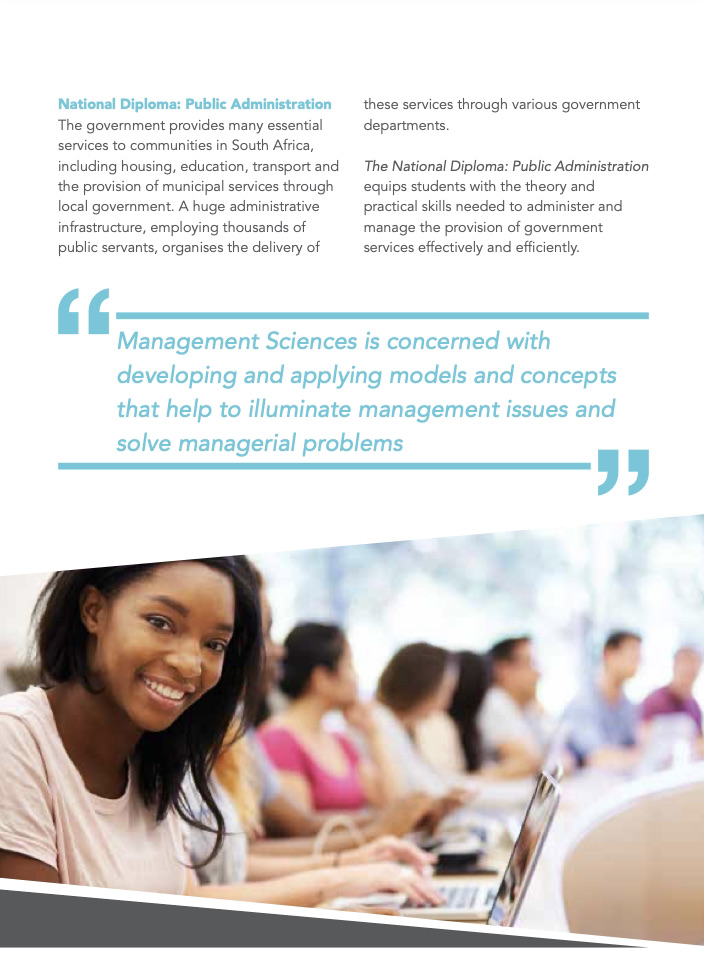 National Diploma: Public Administration
The government provides many essential
services to communities in South Africa,
including housing, education, transport and
the provision of municipal services through
local government. A huge administrative
infrastructure, employing thousands of
public servants, organises the delivery of
these services through various government
departments.
The National Diploma: Public Administration
equips students with the theory and
practical skills needed to administer and
manage the provision of government
services effectively and efficiently.
“Management Sciences is concerned with
developing and applying models and concepts
that help to illuminate management issues and
solve managerial problems”